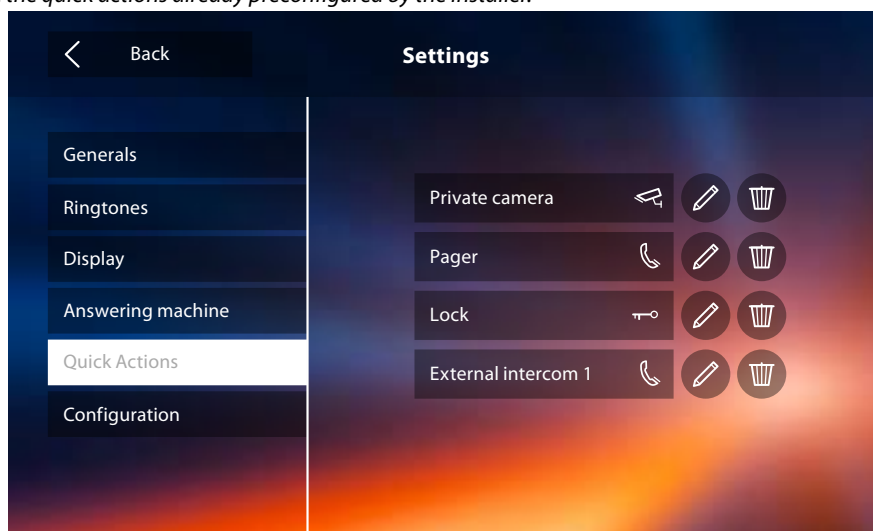 the quick actions already preconfigured by the installer.
Back
Settings
Generals
Ringtones
Display
Answering machine
Quick Actions
Configuration
Private camera
Pager
Lock
External intercom 1